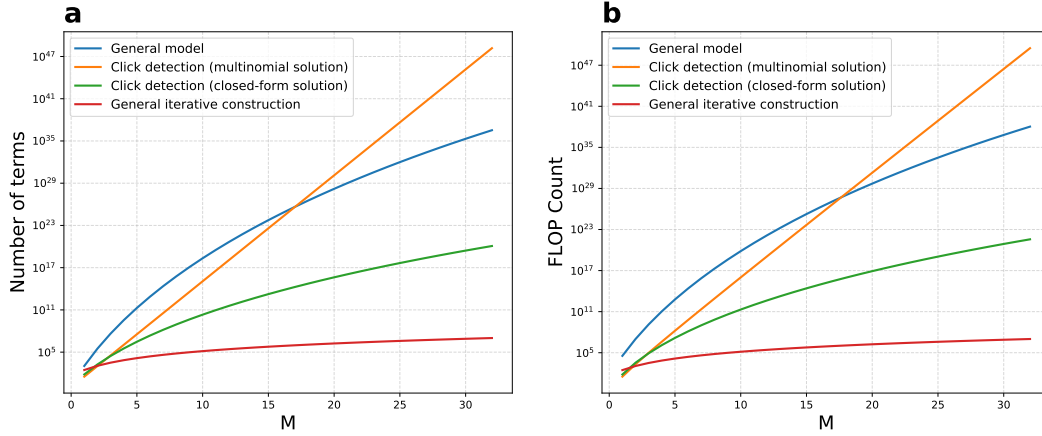 a
Number of terms
10^47
10^41
10^35
10^29
10^23
10^17
10^11
10^5
General model
Click detection (multinomial solution)
Click detection (closed-form solution)
General iterative construction
0 5 10 15 20 25 30
M
b
FLOP Count
10^47
10^41
10^35
10^29
10^23
10^17
10^11
10^5
General model
Click detection (multinomial solution)
Click detection (closed-fop solution)
General iterative construction
0 5 10 15 20 25 30
M